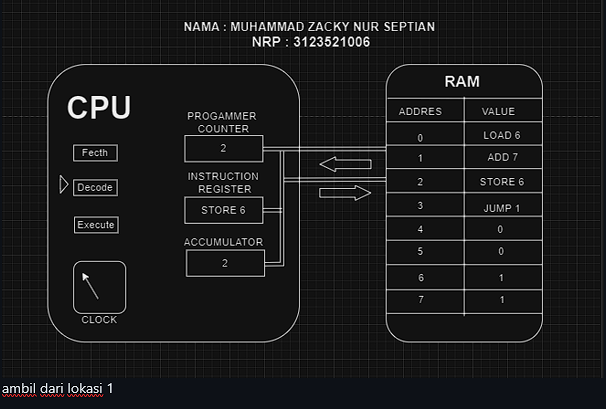 NAMA : MUHAMMAD ZACKY NUR SEPTIAN
NRP : 3123521006
CPU
Fecth
Decode
Execute
CLOCK
PROGAMMER
COUNTER
2
INSTRUCTION
REGISTER
STORE 6
ACCUMULATOR
2
RAM
ADDRES VALUE
0 LOAD 6
1 ADD 7
2 STORE 6
3 JUMP 1
4 0
5 0
6 1
7 1
ambil dari lokasi 1